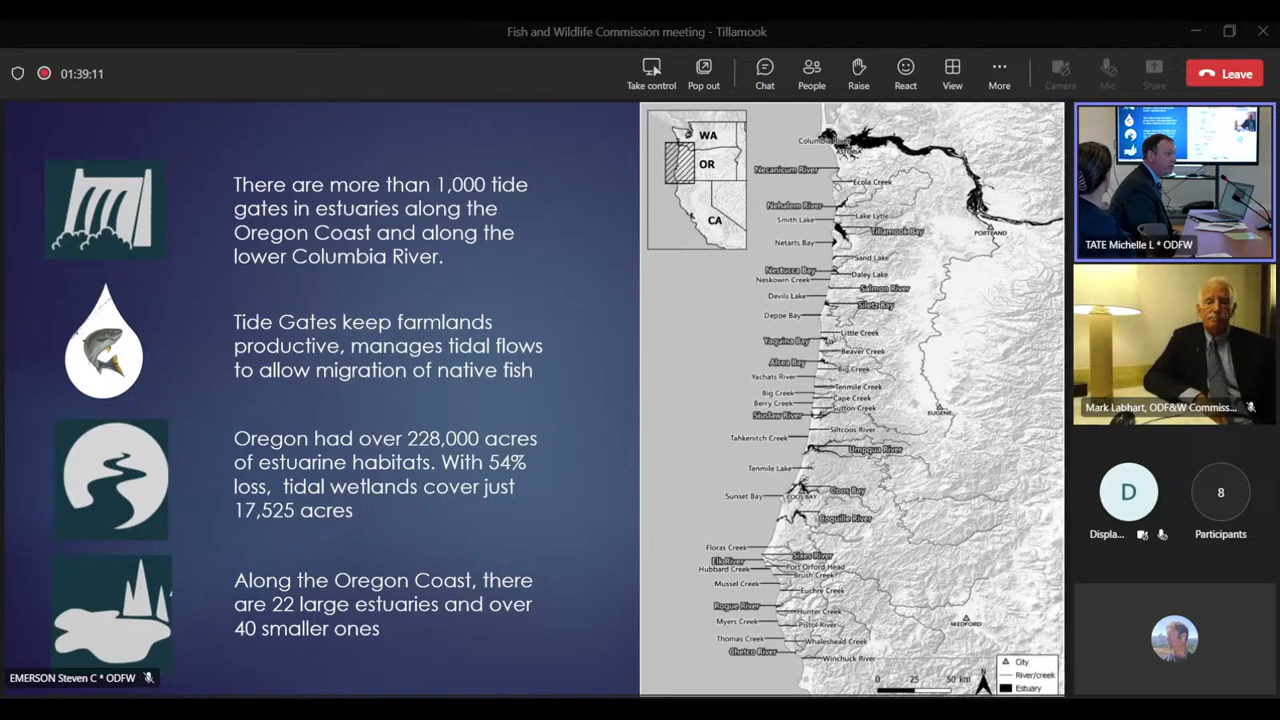 Fish and Wildlife Commission meeting - Tillamook
01:39:11
Take control
Pop out
Chat
People
Raise
React
View
More
Camera
Mic
Share
Leave
There are more than 1,000 tide
gates in estuaries along the
Oregon Coast and along the
lower Columbia River.
Tide Gates keep farmlands
productive, manages tidal flows
to allow migration of native fish
Oregon had over 228,000 acres
of estuarine habitats. With 54%
loss, tidal wetlands cover just
17,525 acres
Along the Oregon Coast, there
are 22 large estuaries and over
40 smaller ones
EMERSON Steven C * ODFW
WA
OR
CA
Columbia River
ASTORIA
Necanicum River
Ecola Creek
Nehalem River
Lake Lytle
Smith Lake
Tillamook Bay
PORTLAND
Netarts Bay
Sand Lake
Nestucca Bay
Daley Lake
Neskowin Creek
Salmon River
Devils Lake
Siletz Bay
Depoe Bay
Little Creek
Yaquina Bay
Beaver Creek
Alsea Bay
Big Creek
Yachats River
Tenmile Creek
Big Creek
Cape Creek
Berry Creek
Sutton Creek
EUGENE
Siuslaw River
Siltcoos River
Tahkenitch Creek
Umpqua River
Tenmile Lake
Coos Bay
Sunset Bay
COOS BAY
Coquille River
Floras Creek
Sixes River
Elk River
Port Orford Head
Hubbard Creek
Brush Creek
Mussel Creek
Euchre Creek
Rogue River
Hunter Creek
Myers Creek
Pistol River
MEDFORD
Thomas Creek
Whaleshead Creek
Chetco River
Winchuck River
0 25 50 km
N
City
River/creek
Estuary
TATE Michelle L * ODFW
Mark Labhart, ODF&W Commiss...
D
Displa...
8
Participants